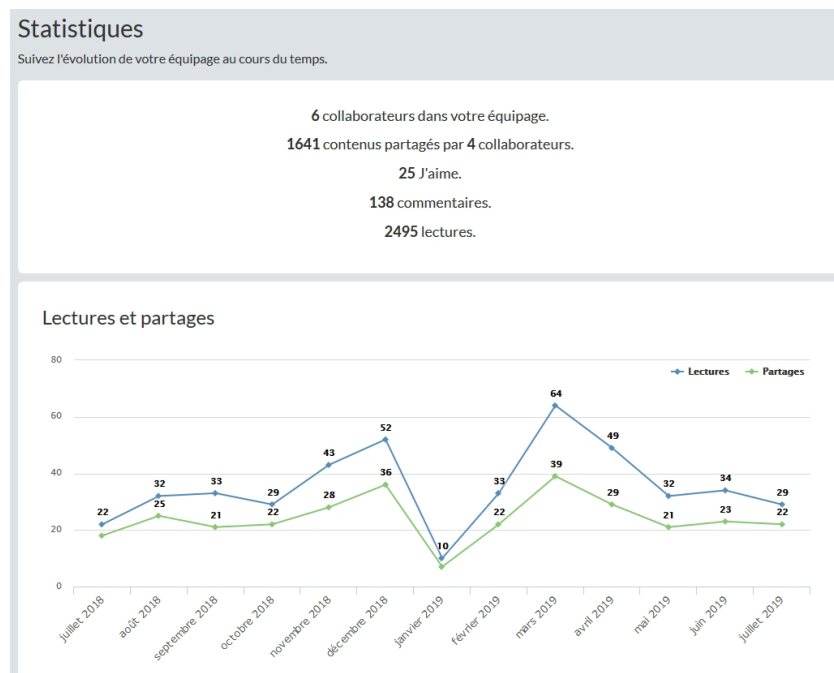 Statistiques
Suivez l'évolution de votre équipage au cours du temps.
6 collaborateurs dans votre équipage.
1641 contenus partagés par 4 collaborateurs.
25 J'aime.
138 commentaires.
2495 lectures.
Lectures et partages
80
Lectures Partages
64
60
52
49
43
40
39
36
32 33 29 33 32 34 29
28 29
22 25 21 22 22 21 23 22
20
10
0
juillet 2018 août 2018 septembre 2018 octobre 2018 novembre 2018 décembre 2018 janvier 2019 février 2019 mars 2019 avril 2019 mai 2019 juin 2019 juillet 2019